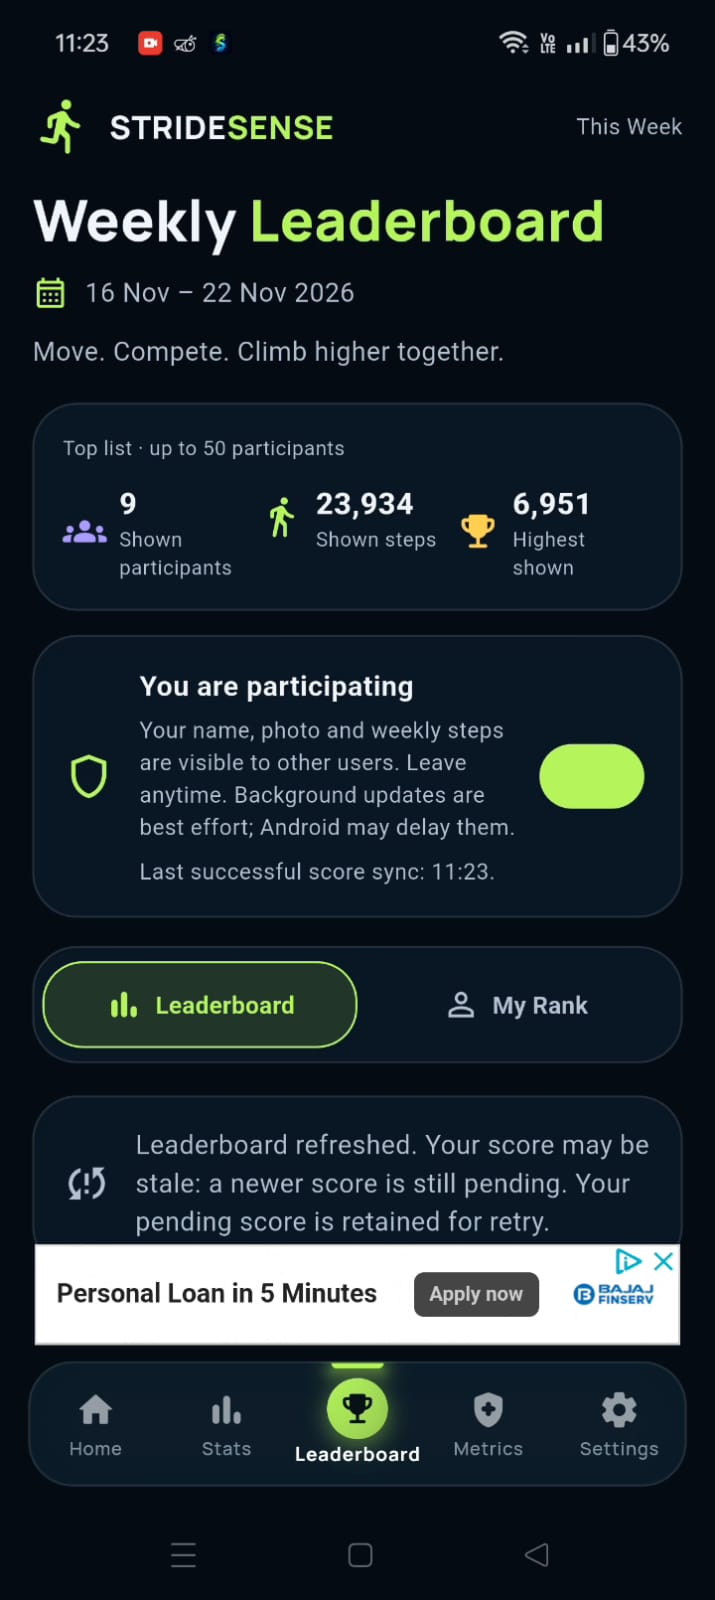 11:23
Vo LTE
43%
STRIDESENSE
This Week
Weekly Leaderboard
16 Nov – 22 Nov 2026
Move. Compete. Climb higher together.
Top list · up to 50 participants
9
Shown
participants
23,934
Shown steps
6,951
Highest
shown
You are participating
Your name, photo and weekly steps
are visible to other users. Leave
anytime. Background updates are
best effort; Android may delay them.
Last successful score sync: 11:23.
Leaderboard
My Rank
Leaderboard refreshed. Your score may be
stale: a newer score is still pending. Your
pending score is retained for retry.
Personal Loan in 5 Minutes
Apply now
BAJAJ
FINSERV
Home
Stats
Leaderboard
Metrics
Settings